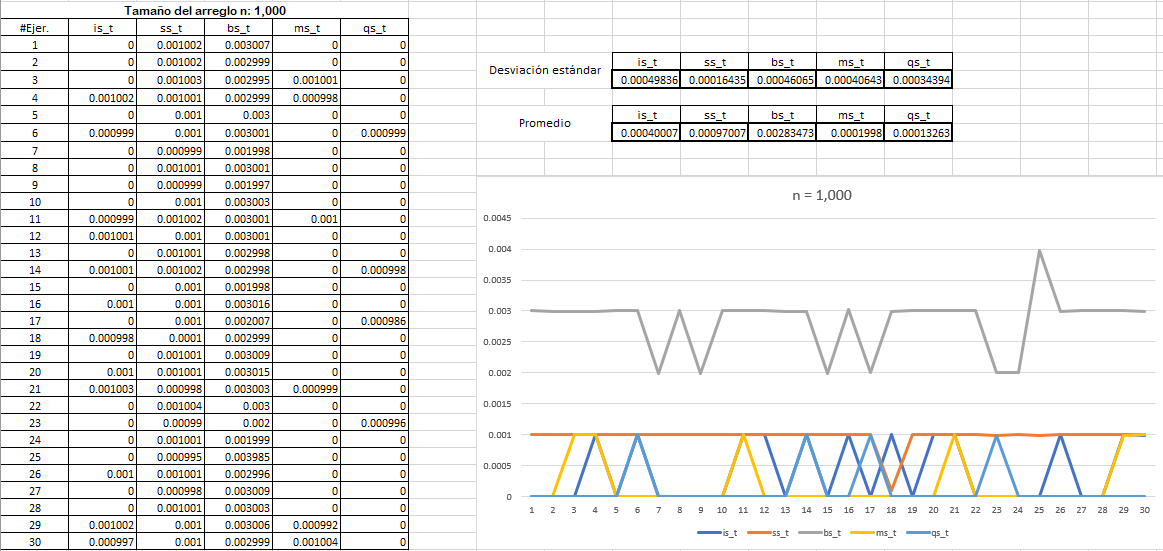 Tamaño del arreglo n: 1,000
#Ejer. is_t ss_t bs_t ms_t qs_t
1 0 0.001002 0.003007 0 0
2 0 0.001002 0.002999 0 0
3 0 0.001003 0.002995 0.001001 0
4 0.001002 0.001001 0.002999 0.000998 0
5 0 0.001 0.003 0 0
6 0.000999 0.001 0.003001 0 0.000999
7 0 0.000999 0.001998 0 0
8 0 0.001001 0.003001 0 0
9 0 0.000999 0.001997 0 0
10 0 0.001 0.003003 0 0
11 0.000999 0.001002 0.003001 0.001 0
12 0.001001 0.001 0.003001 0 0
13 0 0.001001 0.002998 0 0
14 0.001001 0.001002 0.002998 0 0.000998
15 0 0.001 0.001998 0 0
16 0.001 0.001 0.003016 0 0
17 0 0.001 0.002007 0 0.000986
18 0.000998 0.0001 0.002999 0 0
19 0 0.001001 0.003009 0 0
20 0.001 0.001001 0.003015 0 0
21 0.001003 0.000998 0.003003 0.000999 0
22 0 0.001004 0.003 0 0
23 0 0.00099 0.002 0 0.000996
24 0 0.001001 0.001999 0 0
25 0 0.000995 0.003985 0 0
26 0.001 0.001001 0.002996 0 0
27 0 0.000998 0.003009 0 0
28 0 0.001001 0.003003 0 0
29 0.001002 0.001 0.003006 0.000992 0
30 0.000997 0.001 0.002999 0.001004 0
is_t ss_t bs_t ms_t qs_t
Desviación estándar 0.00049836 0.00016435 0.00046065 0.00040643 0.00034394
is_t ss_t bs_t ms_t qs_t
Promedio 0.00040007 0.00097007 0.00283473 0.0001998 0.00013263
n = 1,000
0.0045
0.004
0.0035
0.003
0.0025
0.002
0.0015
0.001
0.0005
0
1 2 3 4 5 6 7 8 9 10 11 12 13 14 15 16 17 18 19 20 21 22 23 24 25 26 27 28 29 30
is_t ss_t bs_t ms_t qs_t